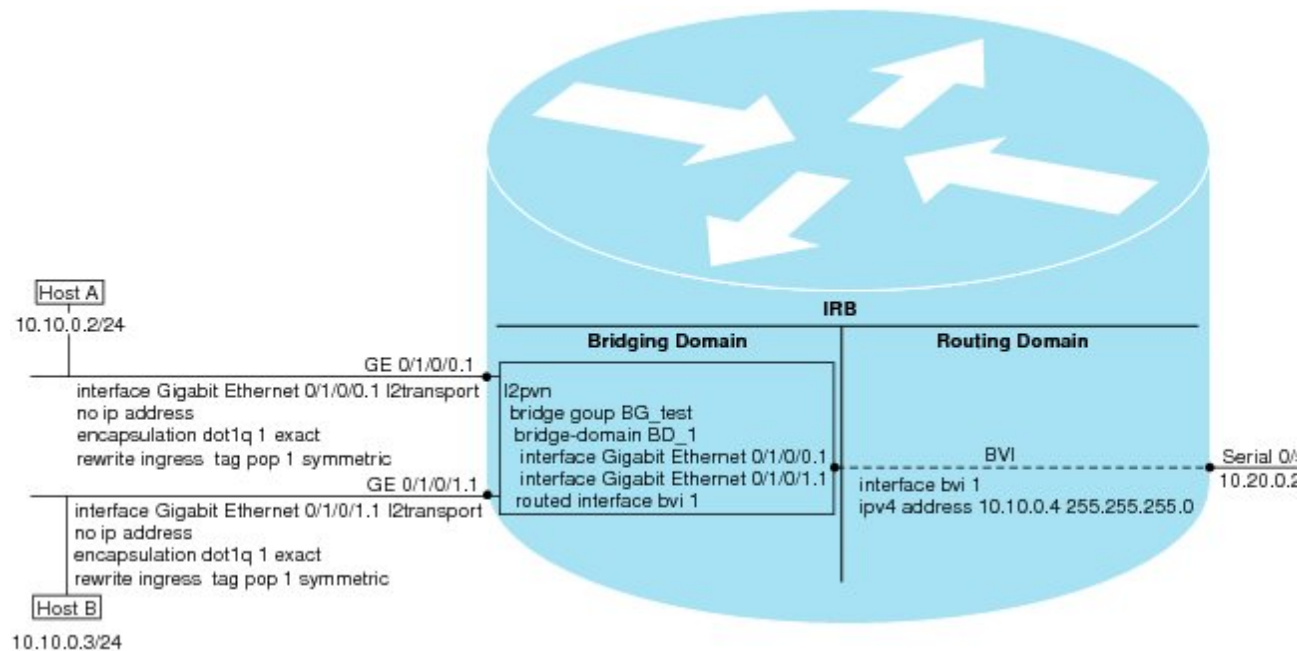 Host A
10.10.0.2/24
IRB
Bridging Domain
Routing Domain
GE 0/1/0/0.1
interface Gigabit Ethernet 0/1/0/0.1 l2transport
no ip address
encapsulation dot1q 1 exact
rewrite ingress tag pop 1 symmetric
l2pvn
bridge goup BG_test
bridge-domain BD_1
interface Gigabit Ethernet 0/1/0/0.1
interface Gigabit Ethernet 0/1/0/1.1
routed interface bvi 1
BVI
interface bvi 1
ipv4 address 10.10.0.4 255.255.255.0
Serial 0/
10.20.0.2
GE 0/1/0/1.1
interface Gigabit Ethernet 0/1/0/1.1 l2transport
no ip address
encapsulation dot1q 1 exact
rewrite ingress tag pop 1 symmetric
Host B
10.10.0.3/24